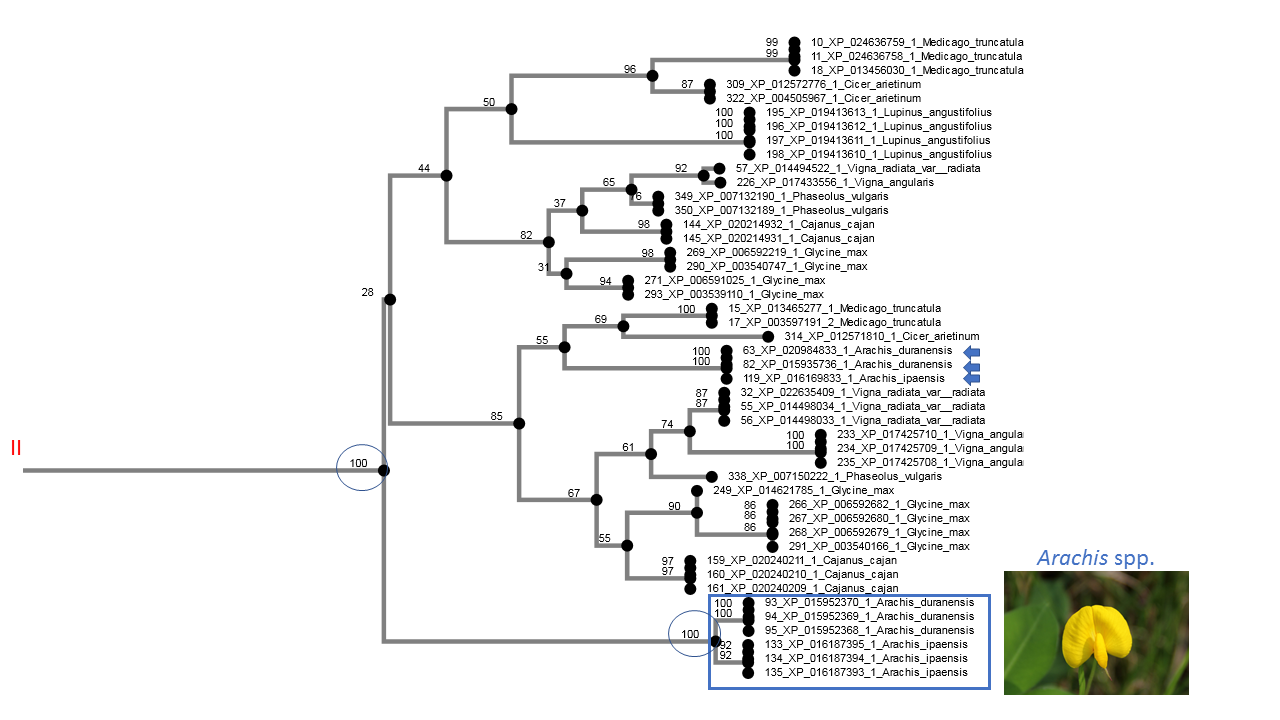 99
10_XP_024636759_1_Medicago_truncatula
99
11_XP_024636758_1_Medicago_truncatula
96
18_XP_013456030_1_Medicago_truncatula
87
309_XP_012572776_1_Cicer_arietinum
50
322_XP_004505967_1_Cicer_arietinum
100
195_XP_019413613_1_Lupinus_angustifolius
100
196_XP_019413612_1_Lupinus_angustifolius
100
197_XP_019413611_1_Lupinus_angustifolius
198_XP_019413610_1_Lupinus_angustifolius
44
92
57_XP_014494522_1_Vigna_radiata_var__radiata
65
226_XP_017433556_1_Vigna_angularis
76
349_XP_007132190_1_Phaseolus_vulgaris
37
350_XP_007132189_1_Phaseolus_vulgaris
98
144_XP_020214932_1_Cajanus_cajan
82
145_XP_020214931_1_Cajanus_cajan
98
269_XP_006592219_1_Glycine_max
31
290_XP_003540747_1_Glycine_max
94
271_XP_006591025_1_Glycine_max
28
293_XP_003539110_1_Glycine_max
100
15_XP_013465277_1_Medicago_truncatula
69
17_XP_003597191_2_Medicago_truncatula
314_XP_012571810_1_Cicer_arietinum
55
100
63_XP_020984833_1_Arachis_duranensis
100
82_XP_015935736_1_Arachis_duranensis
119_XP_016169833_1_Arachis_ipaensis
87
32_XP_022635409_1_Vigna_radiata_var__radiata
87
55_XP_014498034_1_Vigna_radiata_var__radiata
85
74
56_XP_014498033_1_Vigna_radiata_var__radiata
100
233_XP_017425710_1_Vigna_angula
61
100
234_XP_017425709_1_Vigna_angula
II
100
235_XP_017425708_1_Vigna_angula
338_XP_007150222_1_Phaseolus_vulgaris
67
249_XP_014621785_1_Glycine_max
90
86
266_XP_006592682_1_Glycine_max
86
267_XP_006592680_1_Glycine_max
86
268_XP_006592679_1_Glycine_max
55
291_XP_003540166_1_Glycine_max
97
159_XP_020240211_1_Cajanus_cajan
97
160_XP_020240210_1_Cajanus_cajan
161_XP_020240209_1_Cajanus_cajan
Arachis spp.
100
93_XP_015952370_1_Arachis_duranensis
100
94_XP_015952369_1_Arachis_duranensis
100
95_XP_015952368_1_Arachis_duranensis
92
133_XP_016187395_1_Arachis_ipaensis
92
134_XP_016187394_1_Arachis_ipaensis
135_XP_016187393_1_Arachis_ipaensis